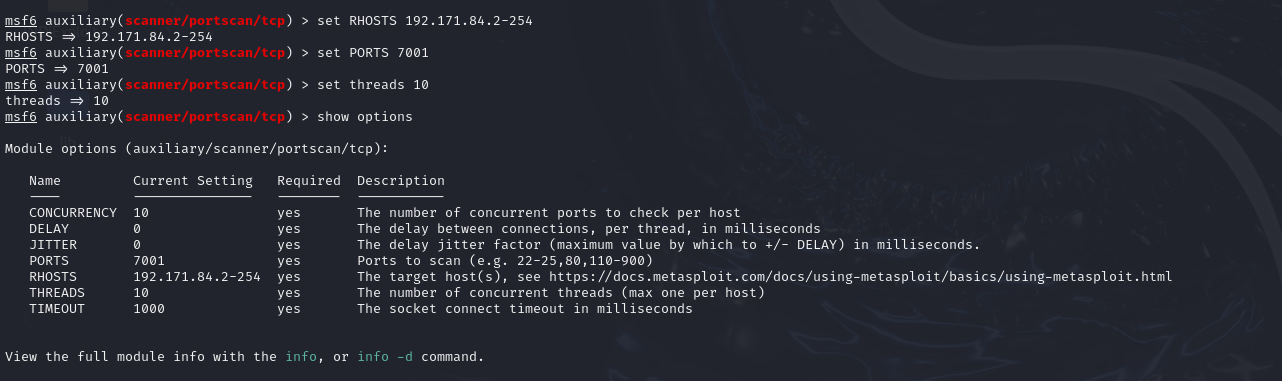 msf6 auxiliary(scanner/portscan/tcp) > set RHOSTS 192.171.84.2-254
RHOSTS => 192.171.84.2-254
msf6 auxiliary(scanner/portscan/tcp) > set PORTS 7001
PORTS => 7001
msf6 auxiliary(scanner/portscan/tcp) > set threads 10
threads => 10
msf6 auxiliary(scanner/portscan/tcp) > show options
Module options (auxiliary/scanner/portscan/tcp):
Name Current Setting Required Description
CONCURRENCY 10 yes The number of concurrent ports to check per host
DELAY 0 yes The delay between connections, per thread, in milliseconds
JITTER 0 yes The delay jitter factor (maximum value by which to +/- DELAY) in milliseconds.
PORTS 7001 yes Ports to scan (e.g. 22-25,80,110-900)
RHOSTS 192.171.84.2-254 yes The target host(s), see https://docs.metasploit.com/docs/using-metasploit/basics/using-metasploit.html
THREADS 10 yes The number of concurrent threads (max one per host)
TIMEOUT 1000 yes The socket connect timeout in milliseconds
View the full module info with the info, or info -d command.